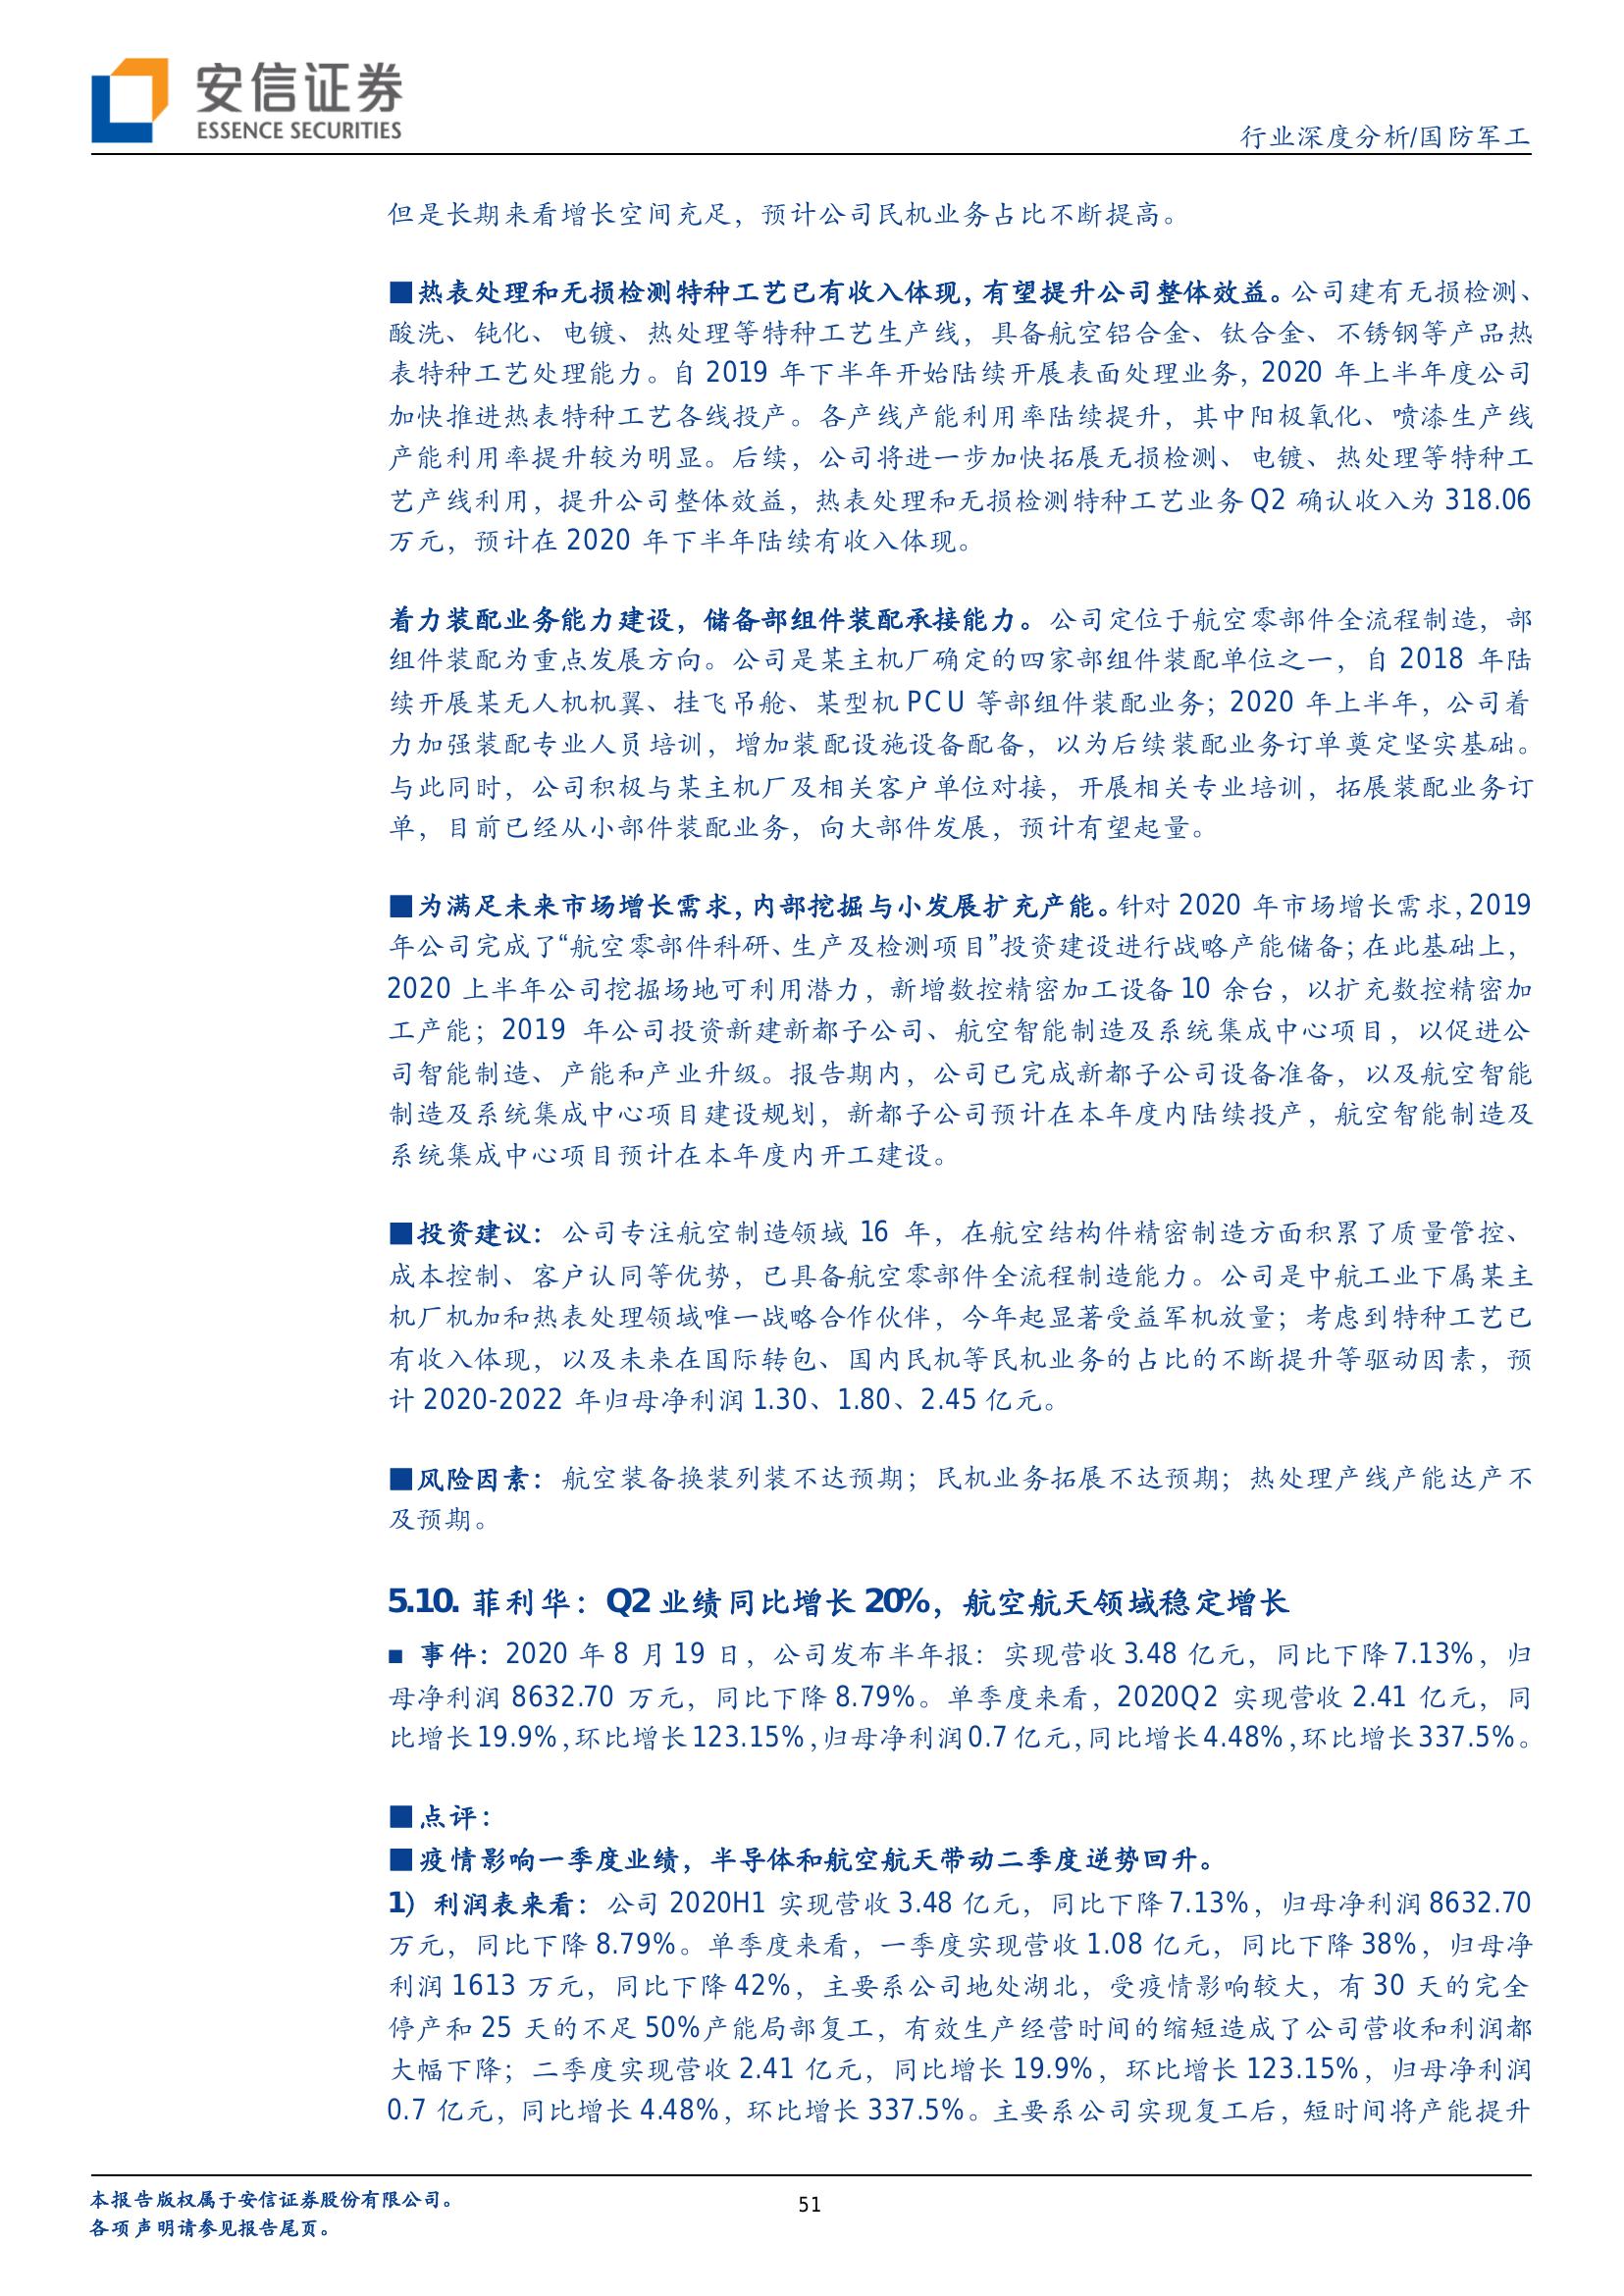 安信证券
ESSENCE SECURITIES
行业深度分析/国防军工
但是长期来看增长空间充足，预计公司民机业务占比不断提高。
■热表处理和无损检测特种工艺已有收入体现，有望提升公司整体效益。公司建有无损检测、
酸洗、钝化、电镀、热处理等特种工艺生产线，具备航空铝合金、钛合金、不锈钢等产品热
表特种工艺处理能力。自 2019 年下半年开始陆续开展表面处理业务，2020 年上半年度公司
加快推进热表特种工艺各线投产。各产线产能利用率陆续提升，其中阳极氧化、喷漆生产线
产能利用率提升较为明显。后续，公司将进一步加快拓展无损检测、电镀、热处理等特种工
艺产线利用，提升公司整体效益，热表处理和无损检测特种工艺业务 Q2 确认收入为 318.06
万元，预计在 2020 年下半年陆续有收入体现。
着力装配业务能力建设，储备部组件装配承接能力。公司定位于航空零部件全流程制造，部
组件装配为重点发展方向。公司是某主机厂确定的四家部组件装配单位之一，自 2018 年陆
续开展某无人机机翼、挂飞吊舱、某型机 PCU 等部组件装配业务；2020 年上半年，公司着
力加强装配专业人员培训，增加装配设施设备配备，以为后续装配业务订单奠定坚实基础。
与此同时，公司积极与某主机厂及相关客户单位对接，开展相关专业培训，拓展装配业务订
单，目前已经从小部件装配业务，向大部件发展，预计有望起量。
■为满足未来市场增长需求，内部挖掘与小发展扩充产能。针对 2020 年市场增长需求，2019
年公司完成了“航空零部件科研、生产及检测项目”投资建设进行战略产能储备；在此基础上，
2020 上半年公司挖掘场地可利用潜力，新增数控精密加工设备 10 余台，以扩充数控精密加
工产能；2019 年公司投资新建新都子公司、航空智能制造及系统集成中心项目，以促进公
司智能制造、产能和产业升级。报告期内，公司已完成新都子公司设备准备，以及航空智能
制造及系统集成中心项目建设规划，新都子公司预计在本年度内陆续投产，航空智能制造及
系统集成中心项目预计在本年度内开工建设。
■投资建议：公司专注航空制造领域 16 年，在航空结构件精密制造方面积累了质量管控、
成本控制、客户认同等优势，已具备航空零部件全流程制造能力。公司是中航工业下属某主
机厂机加和热表处理领域唯一战略合作伙伴，今年起显著受益军机放量；考虑到特种工艺已
有收入体现，以及未来在国际转包、国内民机等民机业务的占比的不断提升等驱动因素，预
计 2020-2022 年归母净利润 1.30、1.80、2.45 亿元。
■风险因素：航空装备换装列装不达预期；民机业务拓展不达预期；热处理产线产能达产不
及预期。
5.10. 菲利华：Q2 业绩同比增长 20%，航空航天领域稳定增长
■ 事件：2020 年 8 月 19 日，公司发布半年报：实现营收 3.48 亿元，同比下降 7.13%，归
母净利润 8632.70 万元，同比下降 8.79%。单季度来看，2020Q2 实现营收 2.41 亿元，同
比增长 19.9%，环比增长 123.15%，归母净利润 0.7 亿元，同比增长 4.48%，环比增长 337.5%。
■点评：
■疫情影响一季度业绩，半导体和航空航天带动二季度逆势回升。
1）利润表来看：公司 2020H1 实现营收 3.48 亿元，同比下降 7.13%，归母净利润 8632.70
万元，同比下降 8.79%。单季度来看，一季度实现营收 1.08 亿元，同比下降 38%，归母净
利润 1613 万元，同比下降 42%，主要系公司地处湖北，受疫情影响较大，有 30 天的完全
停产和 25 天的不足 50%产能局部复工，有效生产经营时间的缩短造成了公司营收和利润都
大幅下降；二季度实现营收 2.41 亿元，同比增长 19.9%，环比增长 123.15%，归母净利润
0.7 亿元，同比增长 4.48%，环比增长 337.5%。主要系公司实现复工后，短时间将产能提升
本报告版权属于安信证券股份有限公司。
各项声明请参见报告尾页。
51